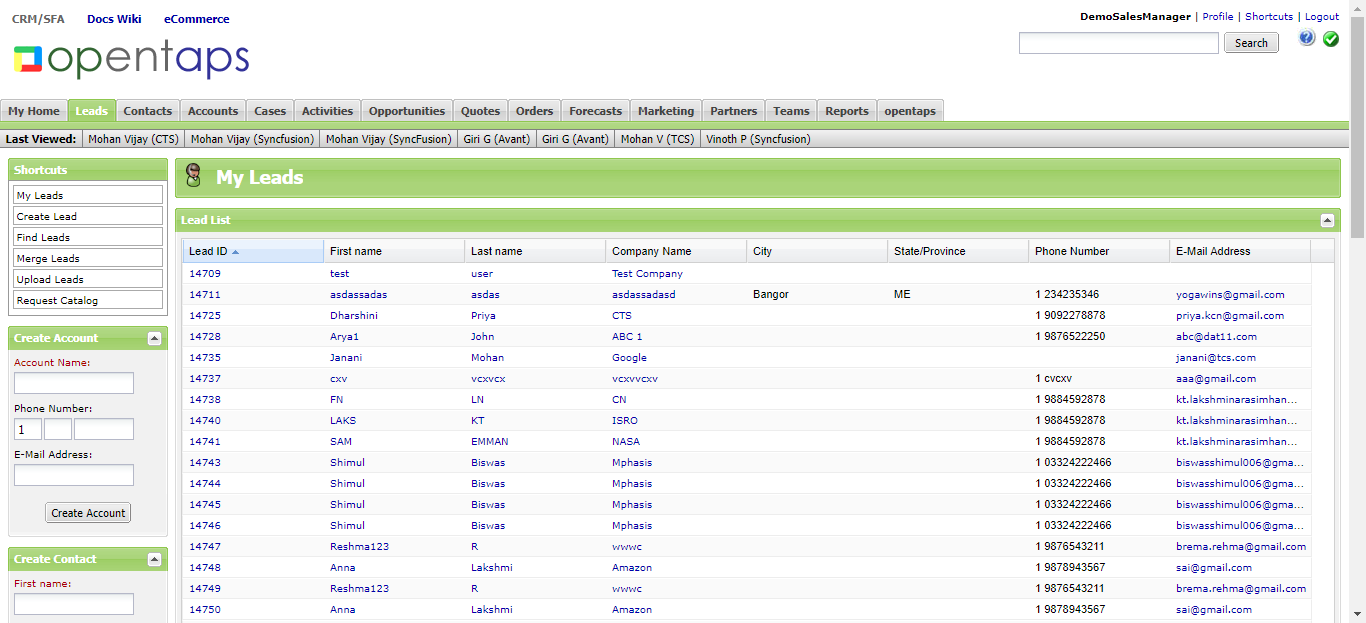 CRM/SFA Docs Wiki eCommerce
DemoSalesManager | Profile | Shortcuts | Logout
opentaps
Search
My Home Leads Contacts Accounts Cases Activities Opportunities Quotes Orders Forecasts Marketing Partners Teams Reports opentaps
Last Viewed: Mohan Vijay (CTS) Mohan Vijay (Syncfusion) Mohan Vijay (SyncFusion) Giri G (Avant) Giri G (Avant) Mohan V (TCS) Vinoth P (Syncfusion)
Shortcuts
My Leads
Create Lead
Find Leads
Merge Leads
Upload Leads
Request Catalog
Create Account
Account Name:
Phone Number:
1
E-Mail Address:
Create Account
Create Contact
First name:
My Leads
Lead List
Lead ID First name Last name Company Name City State/Province Phone Number E-Mail Address
14709 test user Test Company
14711 asdassadas asdas asdassadasd Bangor ME 1 234235346 yogawins@gmail.com
14725 Dharshini Priya CTS 1 9092278878 priya.kcn@gmail.com
14728 Arya1 John ABC 1 1 9876522250 abc@dat11.com
14735 Janani Mohan Google janani@tcs.com
14737 cxv vcxvcx vcxvvcxv 1 cvcxv aaa@gmail.com
14738 FN LN CN 1 9884592878 kt.lakshminarasimhan...
14740 LAKS KT ISRO 1 9884592878 kt.lakshminarasimhan...
14741 SAM EMMAN NASA 1 9884592878 kt.lakshminarasimhan...
14743 Shimul Biswas Mphasis 1 03324222466 biswasshimul006@gma...
14744 Shimul Biswas Mphasis 1 03324222466 biswasshimul006@gma...
14745 Shimul Biswas Mphasis 1 03324222466 biswasshimul006@gma...
14746 Shimul Biswas Mphasis 1 03324222466 biswasshimul006@gma...
14747 Reshma123 R wwwc 1 9876543211 brema.rehma@gmail.com
14748 Anna Lakshmi Amazon 1 9878943567 sai@gmail.com
14749 Reshma123 R wwwc 1 9876543211 brema.rehma@gmail.com
14750 Anna Lakshmi Amazon 1 9878943567 sai@gmail.com